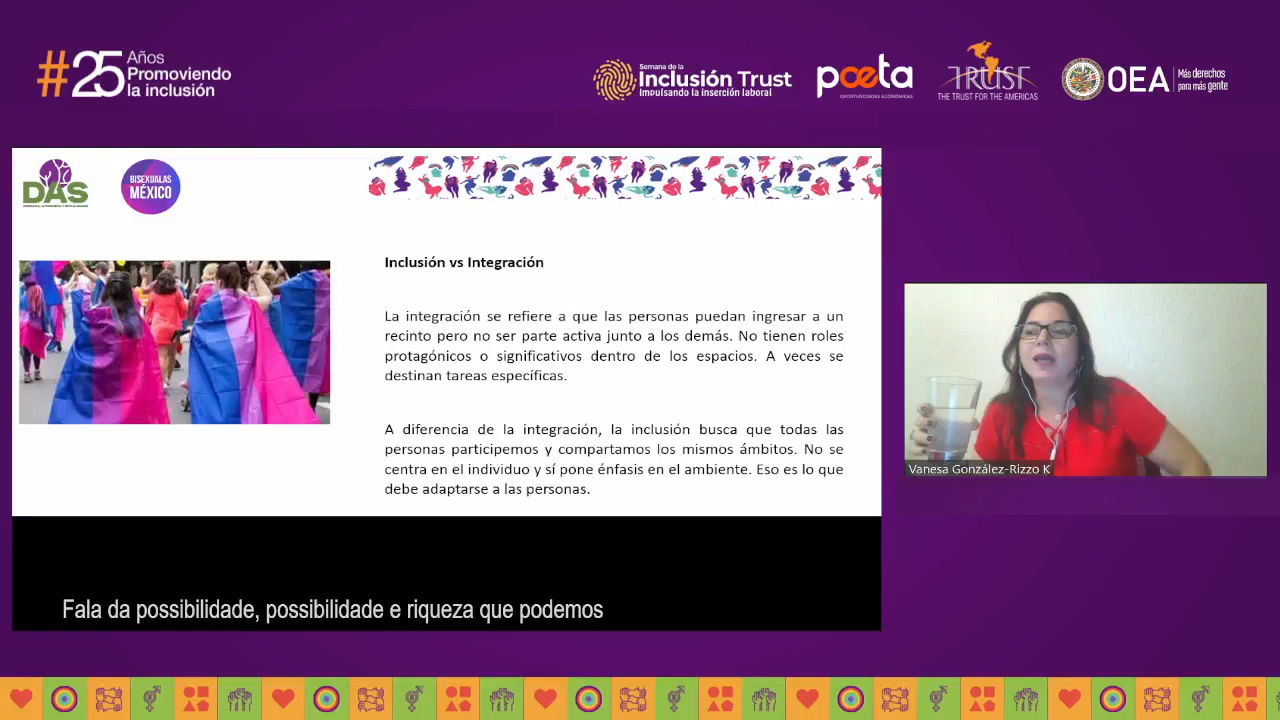 #25 Años
Promoviendo
la inclusión
Semana de la
Inclusión Trust
Impulsando la inserción laboral
poeta
OPORTUNIDADES ECONÓMICAS
TRUST
THE TRUST FOR THE AMERICAS
OEA
Más derechos
para más gente
DAS
BISEXUALAS
MÉXICO
Inclusión vs Integración
La integración se refiere a que las personas puedan ingresar a un
recinto pero no ser parte activa junto a los demás. No tienen roles
protagónicos o significativos dentro de los espacios. A veces se
destinan tareas específicas.
A diferencia de la integración, la inclusión busca que todas las
personas participemos y compartamos los mismos ámbitos. No se
centra en el individuo y sí pone énfasis en el ambiente. Eso es lo que
debe adaptarse a las personas.
Vanesa González-Rizzo K
Fala da possibilidade, possibilidade e riqueza que podemos